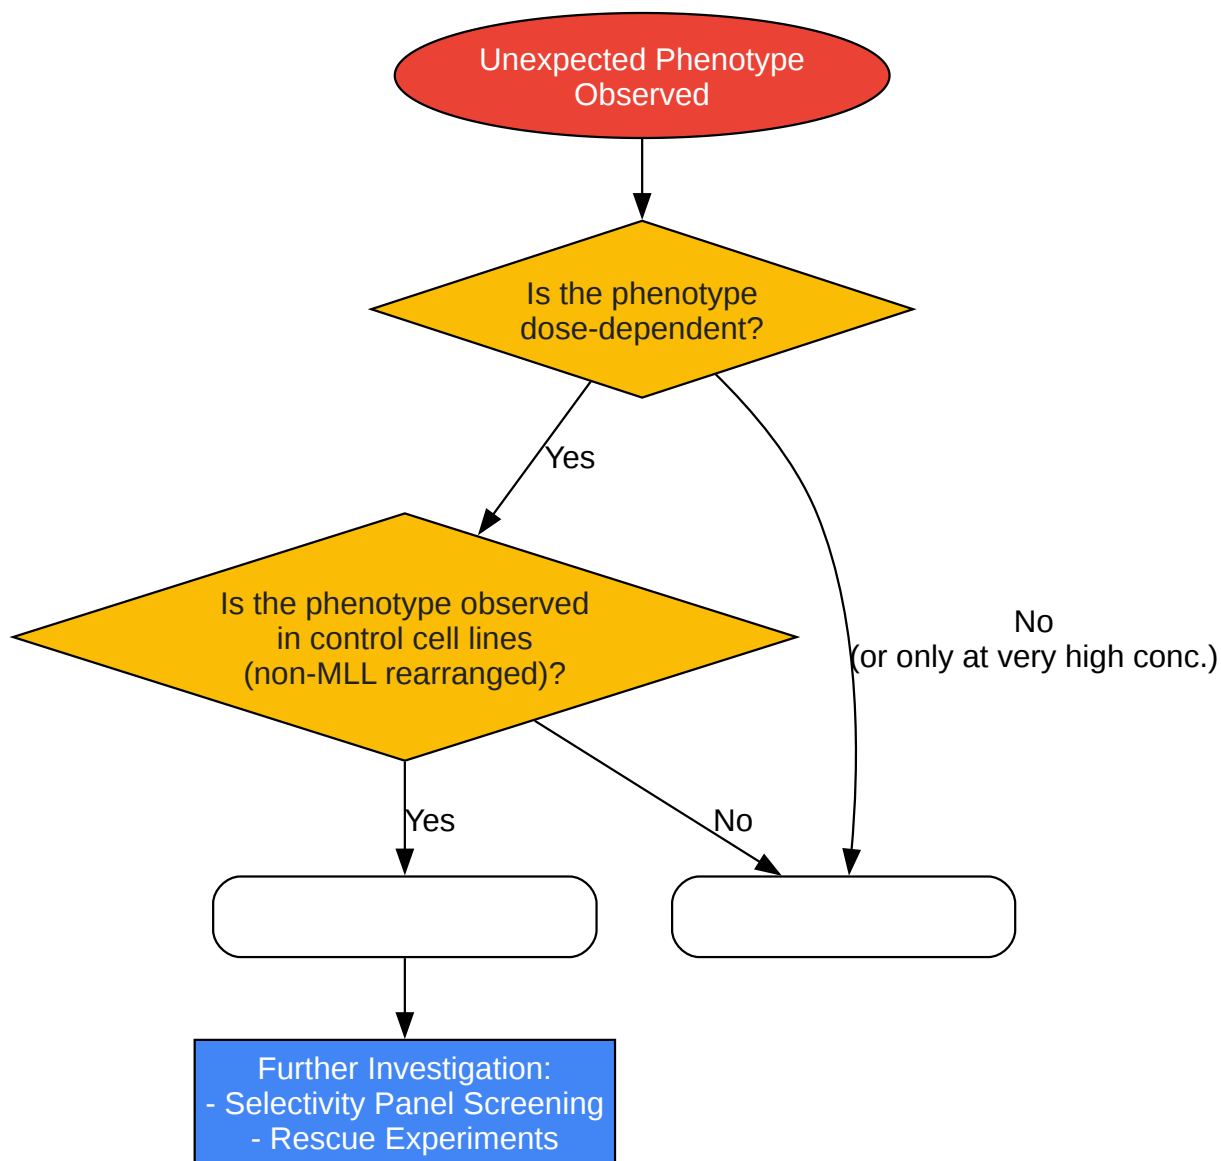 Unexpected Phenotype
Observed
Is the phenotype
dose-dependent?
Yes
Is the phenotype observed
in control cell lines
(non-MLL rearranged)?
No
(or only at very high conc.)
Yes
No
Further Investigation:
- Selectivity Panel Screening
- Rescue Experiments